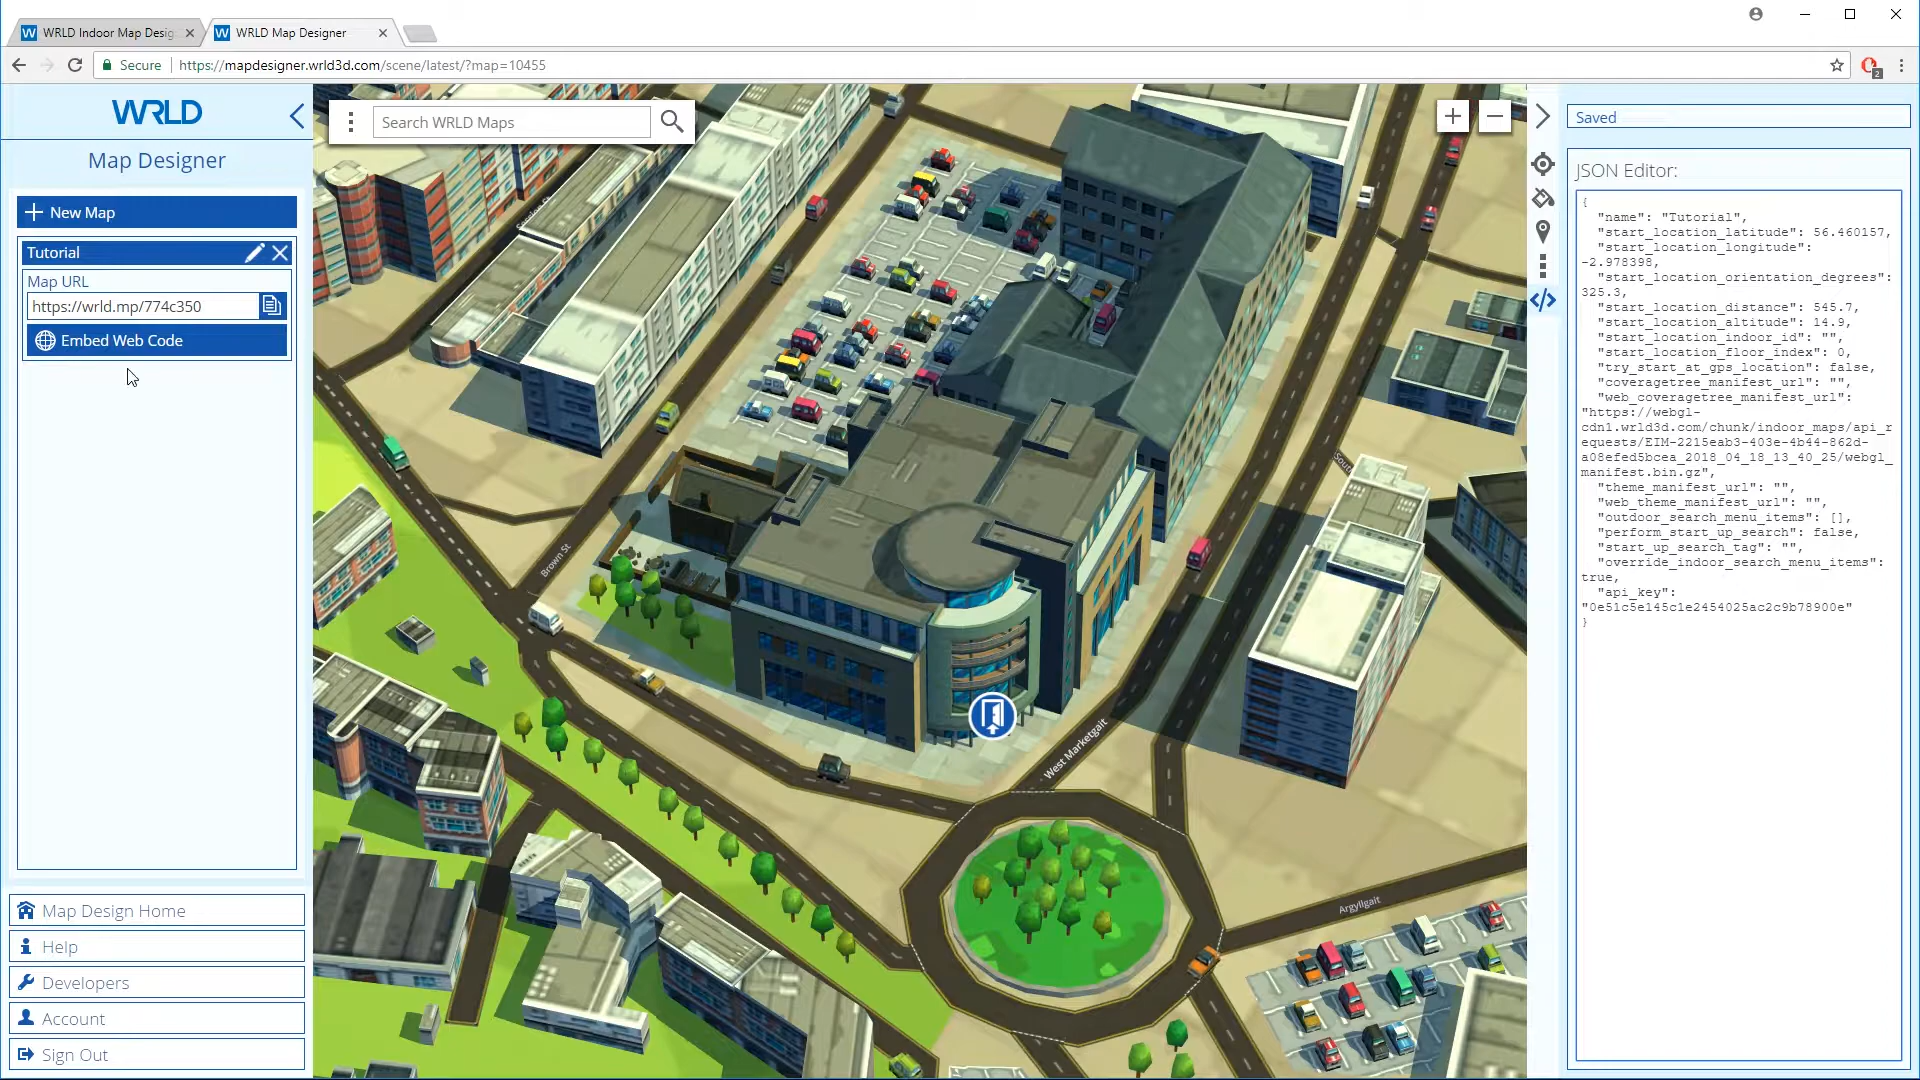 WRLD Indoor Map Desig
WRLD Map Designer
Secure
https://mapdesigner.wrld3d.com/scene/latest/?map=10455
2
WRLD
Map Designer
New Map
Tutorial
Map URL
https://wrld.mp/774c350
Embed Web Code
Map Design Home
Help
Developers
Account
Sign Out
Search WRLD Maps
Brown St
West Marketgait
Argyllgait
Sout
Saved
JSON Editor:
{
"name": "Tutorial",
"start_location_latitude": 56.460157,
"start_location_longitude":
-2.978398,
"start_location_orientation_degrees":
325.3,
"start_location_distance": 545.7,
"start_location_altitude": 14.9,
"start_location_indoor_id": "",
"start_location_floor_index": 0,
"try_start_at_gps_location": false,
"coveragetree_manifest_url": "",
"web_coveragetree_manifest_url":
"https://webgl-
cdn1.wrld3d.com/chunk/indoor_maps/api_r
equests/EIM-2215eab3-403e-4b44-862d-
a08efed5bcea_2018_04_18_13_40_25/webgl_
manifest.bin.gz",
"theme_manifest_url": "",
"web_theme_manifest_url": "",
"outdoor_search_menu_items": [],
"perform_start_up_search": false,
"start_up_search_tag": "",
"override_indoor_search_menu_items":
true,
"api_key":
"0e51c5e145c1e2454025ac2c9b78900e"
}